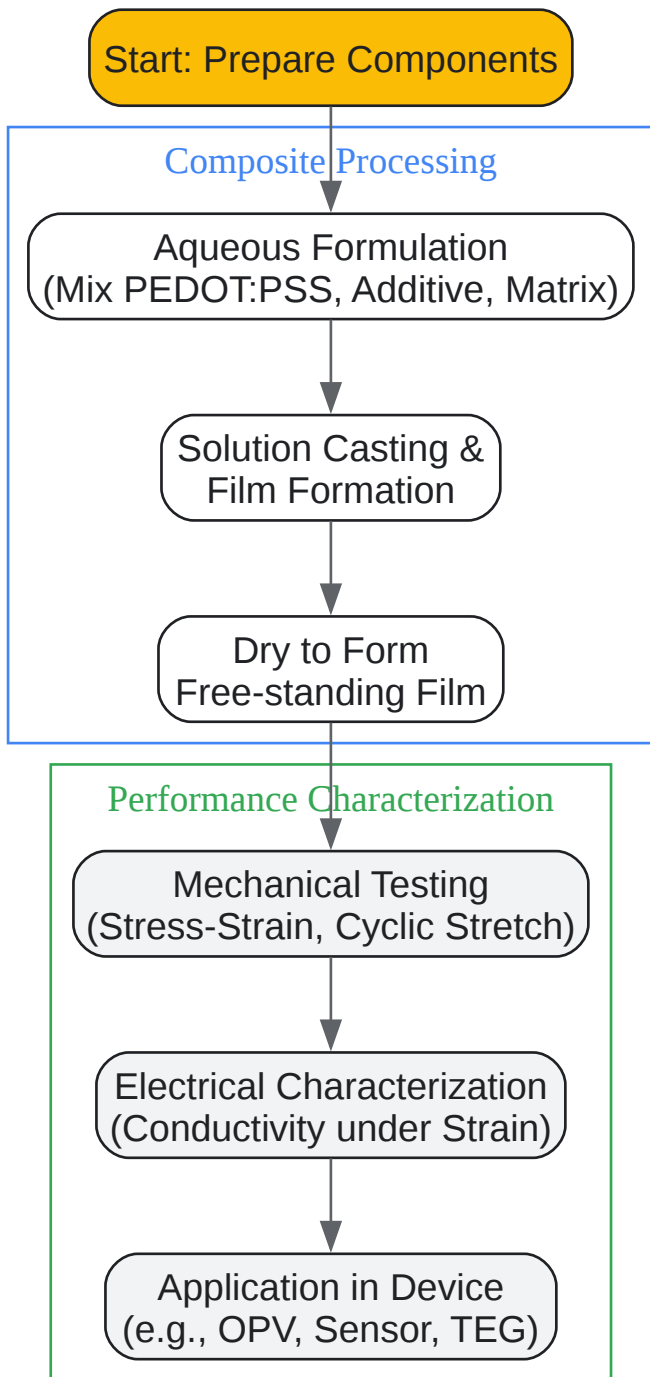 Start: Prepare Components
Composite Processing
Aqueous Formulation
(Mix PEDOT:PSS, Additive, Matrix)
Solution Casting &
Film Formation
Dry to Form
Free-standing Film
Performance Characterization
Mechanical Testing
(Stress-Strain, Cyclic Stretch)
Electrical Characterization
(Conductivity under Strain)
Application in Device
(e.g., OPV, Sensor, TEG)